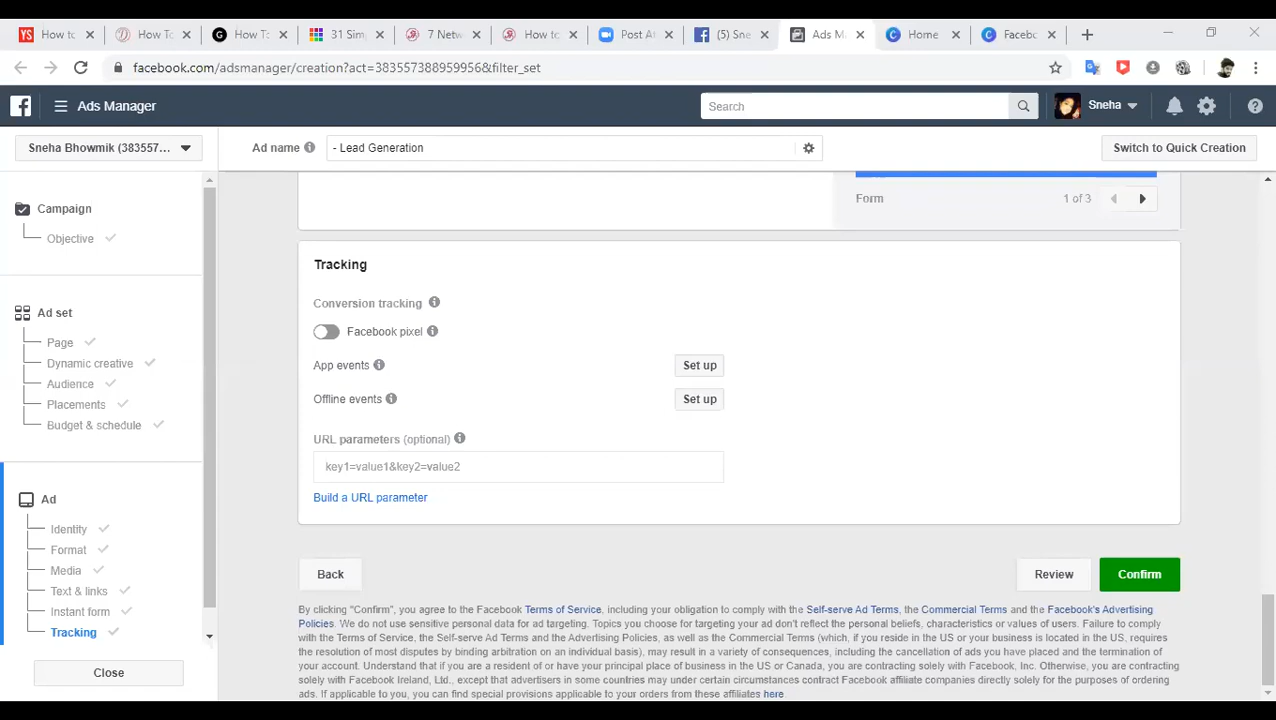 How to
How To
How To
31 Sim
7 Netw
How to
Post At
(5) Sne
Ads M
Home
Facebo
facebook.com/adsmanager/creation?act=383557388959956&filter_set
Ads Manager
Search
Sneha
Sneha Bhowmik (383557...
Ad name
- Lead Generation
Switch to Quick Creation
Campaign
Objective
Ad set
Page
Dynamic creative
Audience
Placements
Budget & schedule
Ad
Identity
Format
Media
Text & links
Instant form
Tracking
Close
Form
1 of 3
Tracking
Conversion tracking
Facebook pixel
App events
Set up
Offline events
Set up
URL parameters (optional)
key1=value1&key2=value2
Build a URL parameter
Back
Review
Confirm
By clicking "Confirm", you agree to the Facebook Terms of Service, including your obligation to comply with the Self-serve Ad Terms, the Commercial Terms and the Facebook's Advertising
Policies. We do not use sensitive personal data for ad targeting. Topics you choose for targeting your ad don't reflect the personal beliefs, characteristics or values of users. Failure to
comply with the Terms of Service, the Self-serve Ad Terms and the Advertising Policies, as well as the Commercial Terms (which, if you reside in the US or your business is located in the US, requires
the resolution of most disputes by binding arbitration on an individual basis), may result in a variety of consequences, including the cancellation of ads you have placed and the termination of
your account. Understand that if you are a resident of or have your principal place of business in the US or Canada, you are contracting solely with Facebook, Inc. Otherwise, you are contracting
solely with Facebook Ireland, Ltd., except that advertisers in some countries may under certain circumstances contract Facebook affiliate companies directly solely for the purposes of ordering
ads. If applicable to you, you can find special provisions applicable to your orders from these affiliates here.